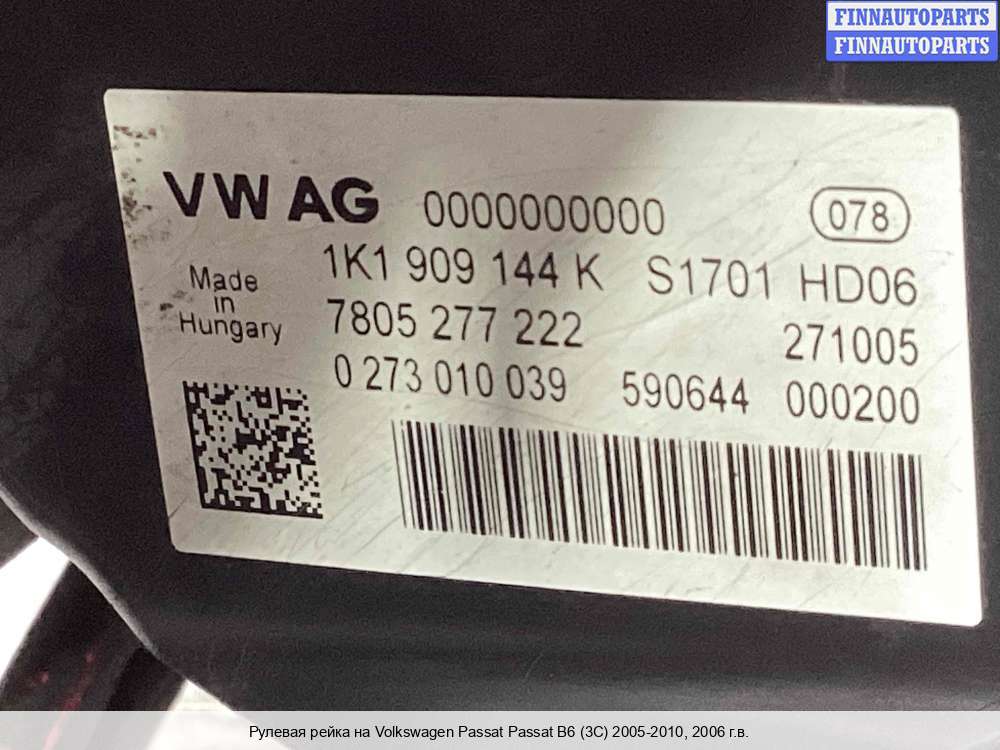 FINNAUTOPARTS
FINNAUTOPARTS
VW AG 0000000000 078
1K1 909 144 K S1701 HD06
Made
in
Hungary
7805 277 222 271005
0 273 010 039 590644 000200
Рулевая рейка на Volkswagen Passat Passat B6 (3C) 2005-2010, 2006 г.в.